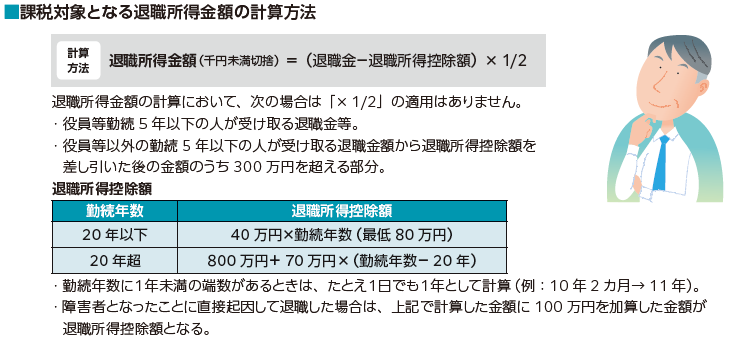 ■課税対象となる退職所得金額の計算方法
計算
方法
退職所得金額（千円未満切捨）＝（退職金－退職所得控除額）× 1/2
退職所得金額の計算において、次の場合は「× 1/2」の適用はありません。
・役員等勤続 5 年以下の人が受け取る退職金等。
・役員等以外の勤続 5 年以下の人が受け取る退職金額から退職所得控除額を
差し引いた後の金額のうち 300 万円を超える部分。
退職所得控除額
勤続年数 退職所得控除額
20 年以下 40 万円×勤続年数（最低 80 万円）
20 年超 800 万円＋ 70 万円×（勤続年数－ 20 年）
・勤続年数に1年未満の端数があるときは、たとえ1日でも1年として計算（例：10 年 2 カ月→ 11 年）。
・障害者となったことに直接起因して退職した場合は、上記で計算した金額に 100 万円を加算した金額が
退職所得控除額となる。